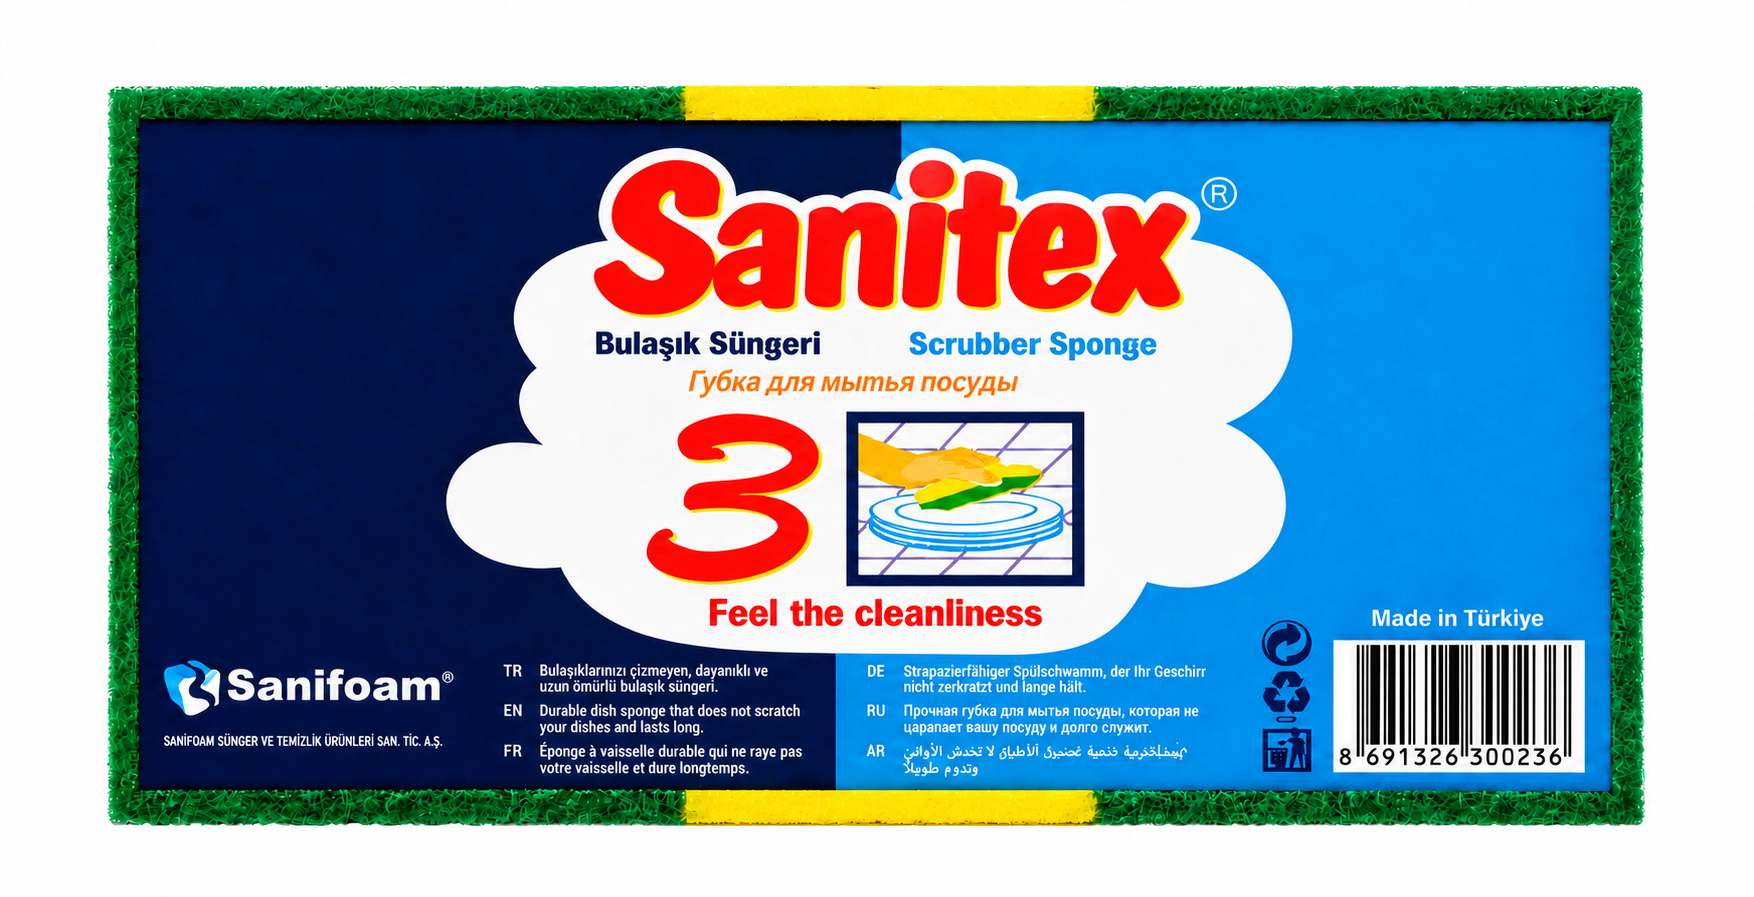 Sanitex®
Bulaşık Süngeri
Scrubber Sponge
Губка для мытья посуды
3
Feel the cleanliness
Sanifoam®
SANİFOAM SÜNGER VE TEMİZLİK ÜRÜNLERİ SAN. TİC. A.Ş.
TR Bulaşıklarınızı çizmeyen, dayanıklı ve
uzun ömürlü bulaşık süngeri.
EN Durable dish sponge that does not scratch
your dishes and lasts long.
FR Éponge à vaisselle durable qui ne raye pas
votre vaisselle et dure longtemps.
DE Strapazierfähiger Spülschwamm, der Ihr Geschirr
nicht zerkratzt und lange hält.
RU Прочная губка для мытья посуды, которая не
царапает вашу посуду и долго служит.
AR لا تخدش الأواني
وتدوم طويلاً
Made in Türkiye
8 691326 300236